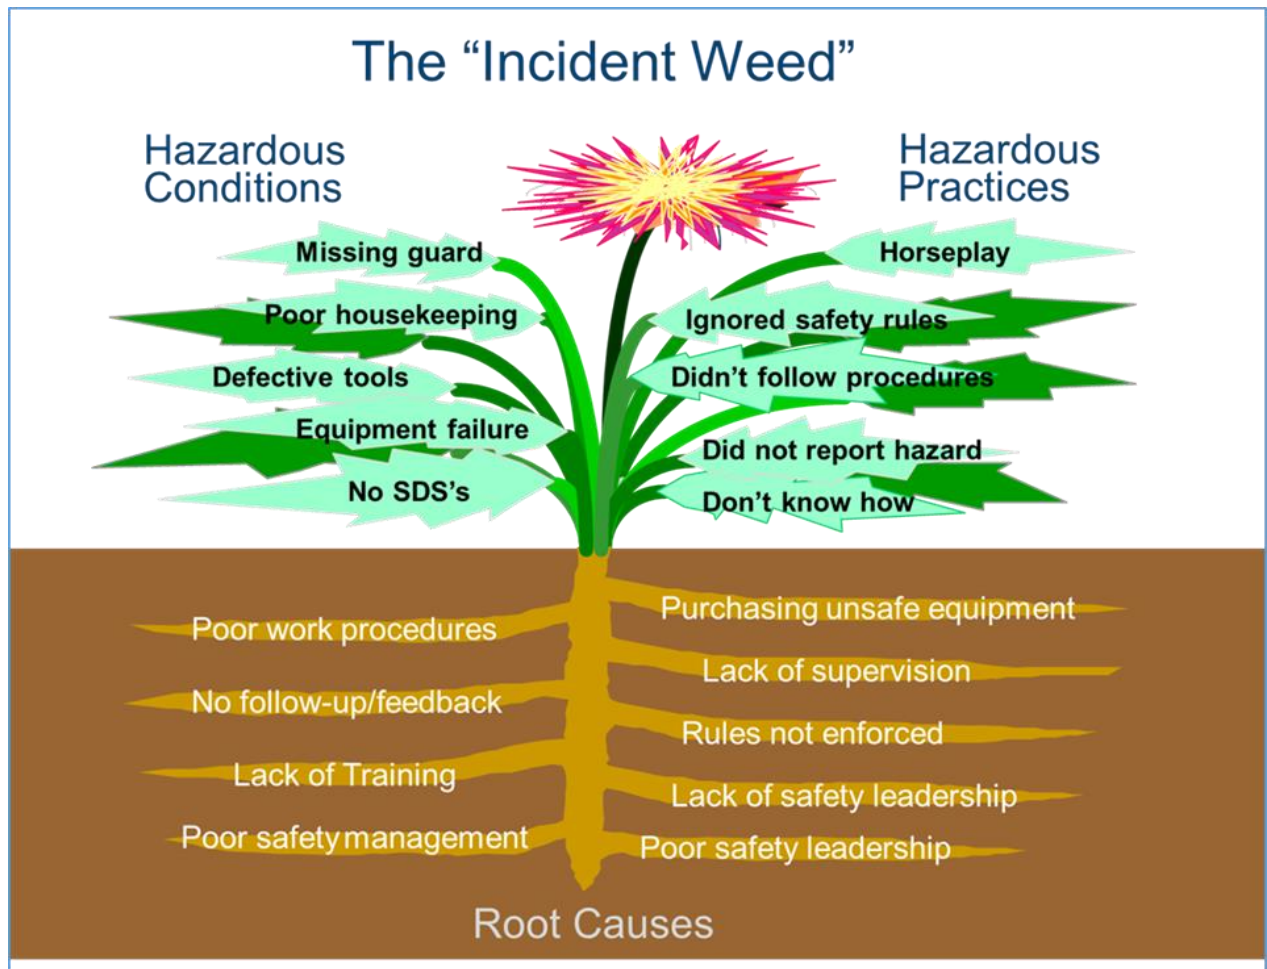 The “Incident Weed”
Hazardous
Conditions
Missing guard
Poor housekeeping
Defective tools
Equipment failure
No SDS’s
Hazardous
Practices
Horseplay
Ignored safety rules
Didn’t follow procedures
Did not report hazard
Don’t know how
Poor work procedures
No follow-up/feedback
Lack of Training
Poor safety management
Purchasing unsafe equipment
Lack of supervision
Rules not enforced
Lack of safety leadership
Poor safety leadership
Root Causes